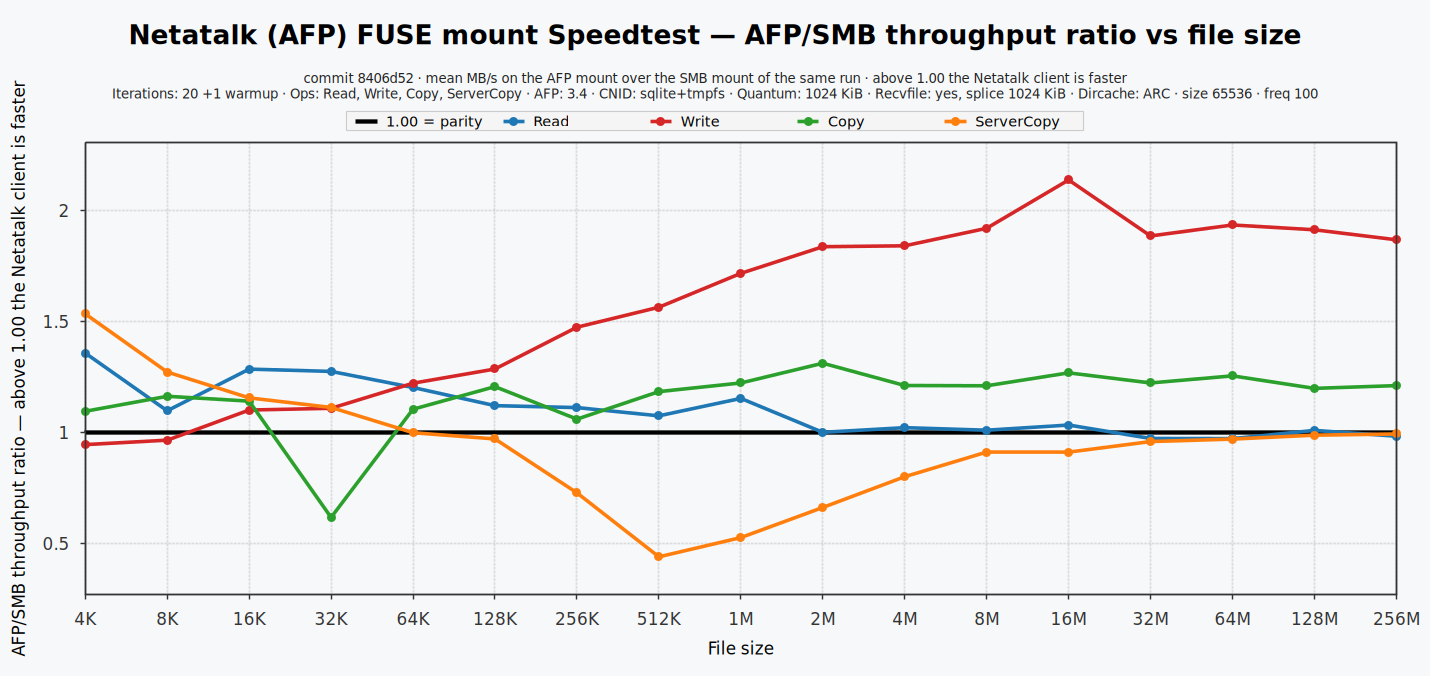 Netatalk (AFP) FUSE mount Speedtest — AFP/SMB throughput ratio vs file size
commit 8406d52 · mean MB/s on the AFP mount over the SMB mount of the same run · above 1.00 the Netatalk client is faster
Iterations: 20 +1 warmup · Ops: Read, Write, Copy, ServerCopy · AFP: 3.4 · CNID: sqlite+tmpfs · Quantum: 1024 KiB · Recvfile: yes, splice 1024 KiB · Dircache: ARC · size 65536 · freq 100
1.00 = parity Read Write Copy ServerCopy
AFP/SMB throughput ratio — above 1.00 the Netatalk client is faster
2
1.5
1
0.5
4K 8K 16K 32K 64K 128K 256K 512K 1M 2M 4M 8M 16M 32M 64M 128M 256M
File size